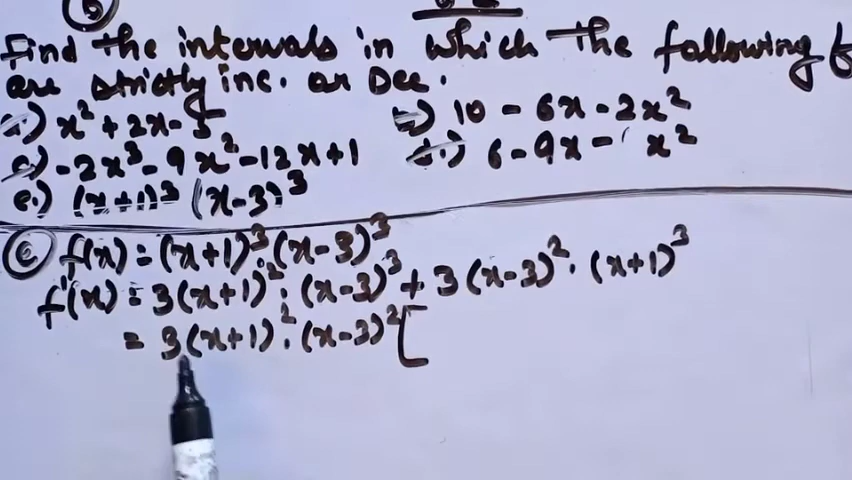 5
Find the intervals in which the following
are strictly inc. or Dec.
a.) x² + 2x - 5
b.) 10 - 6x - 2x²
c.) -2x³ - 9x² - 12x + 1
d.) 6 - 9x - x²
e.) (x+1)³ (x-3)³
e f(x) = (x+1)³ · (x-3)³
f'(x) = 3(x+1)² · (x-3)³ + 3(x-3)² · (x+1)³
= 3(x+1)² · (x-3)² [